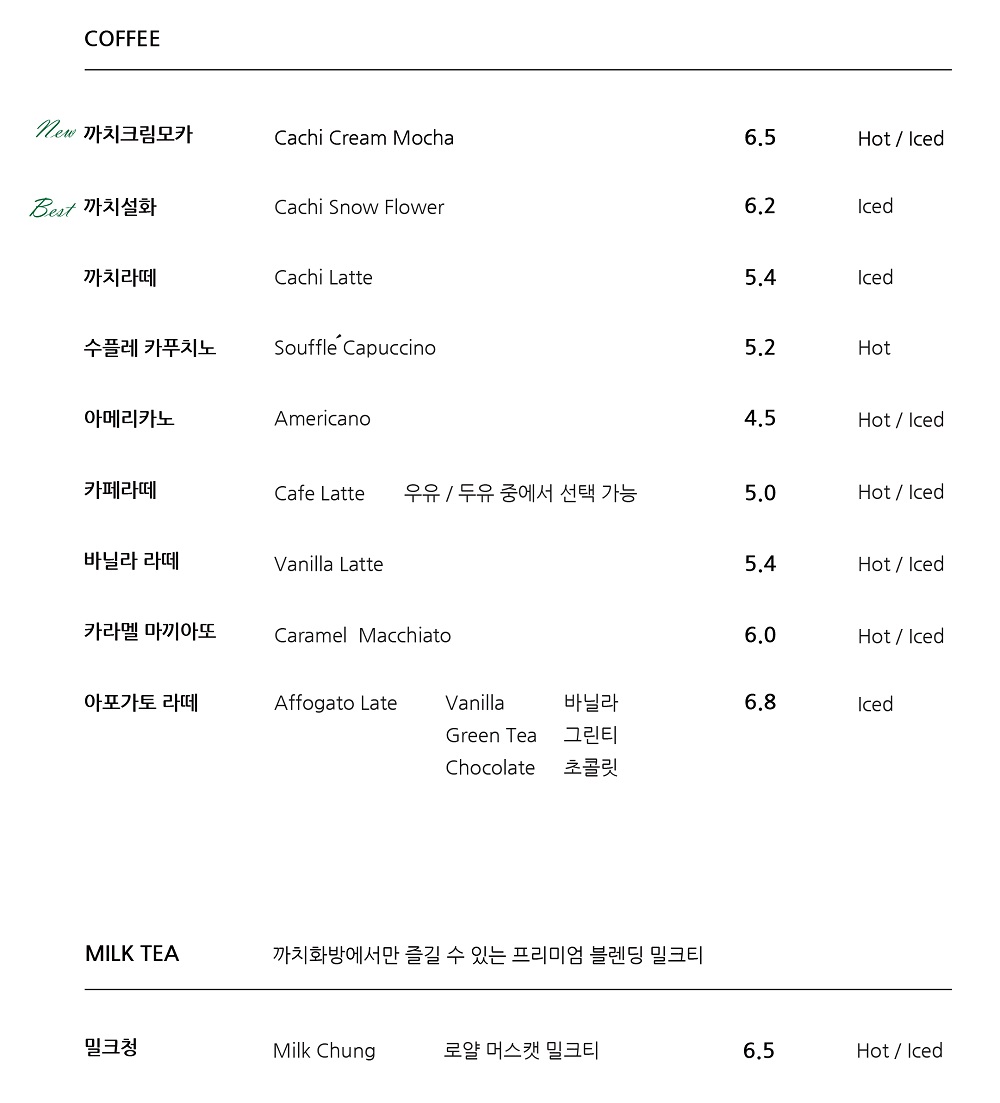 COFFEE
New 까치크림모카 Cachi Cream Mocha 6.5 Hot / Iced
Best 까치설화 Cachi Snow Flower 6.2 Iced
까치라떼 Cachi Latte 5.4 Iced
수플레 카푸치노 Souffle´Capuccino 5.2 Hot
아메리카노 Americano 4.5 Hot / Iced
카페라떼 Cafe Latte 우유 / 두유 중에서 선택 가능 5.0 Hot / Iced
바닐라 라떼 Vanilla Latte 5.4 Hot / Iced
카라멜 마끼아또 Caramel Macchiato 6.0 Hot / Iced
아포가토 라떼 Affogato Late Vanilla 바닐라 6.8 Iced
Green Tea 그린티
Chocolate 초콜릿
MILK TEA 까치화방에서만 즐길 수 있는 프리미엄 블렌딩 밀크티
밀크청 Milk Chung 로얄 머스캣 밀크티 6.5 Hot / Iced